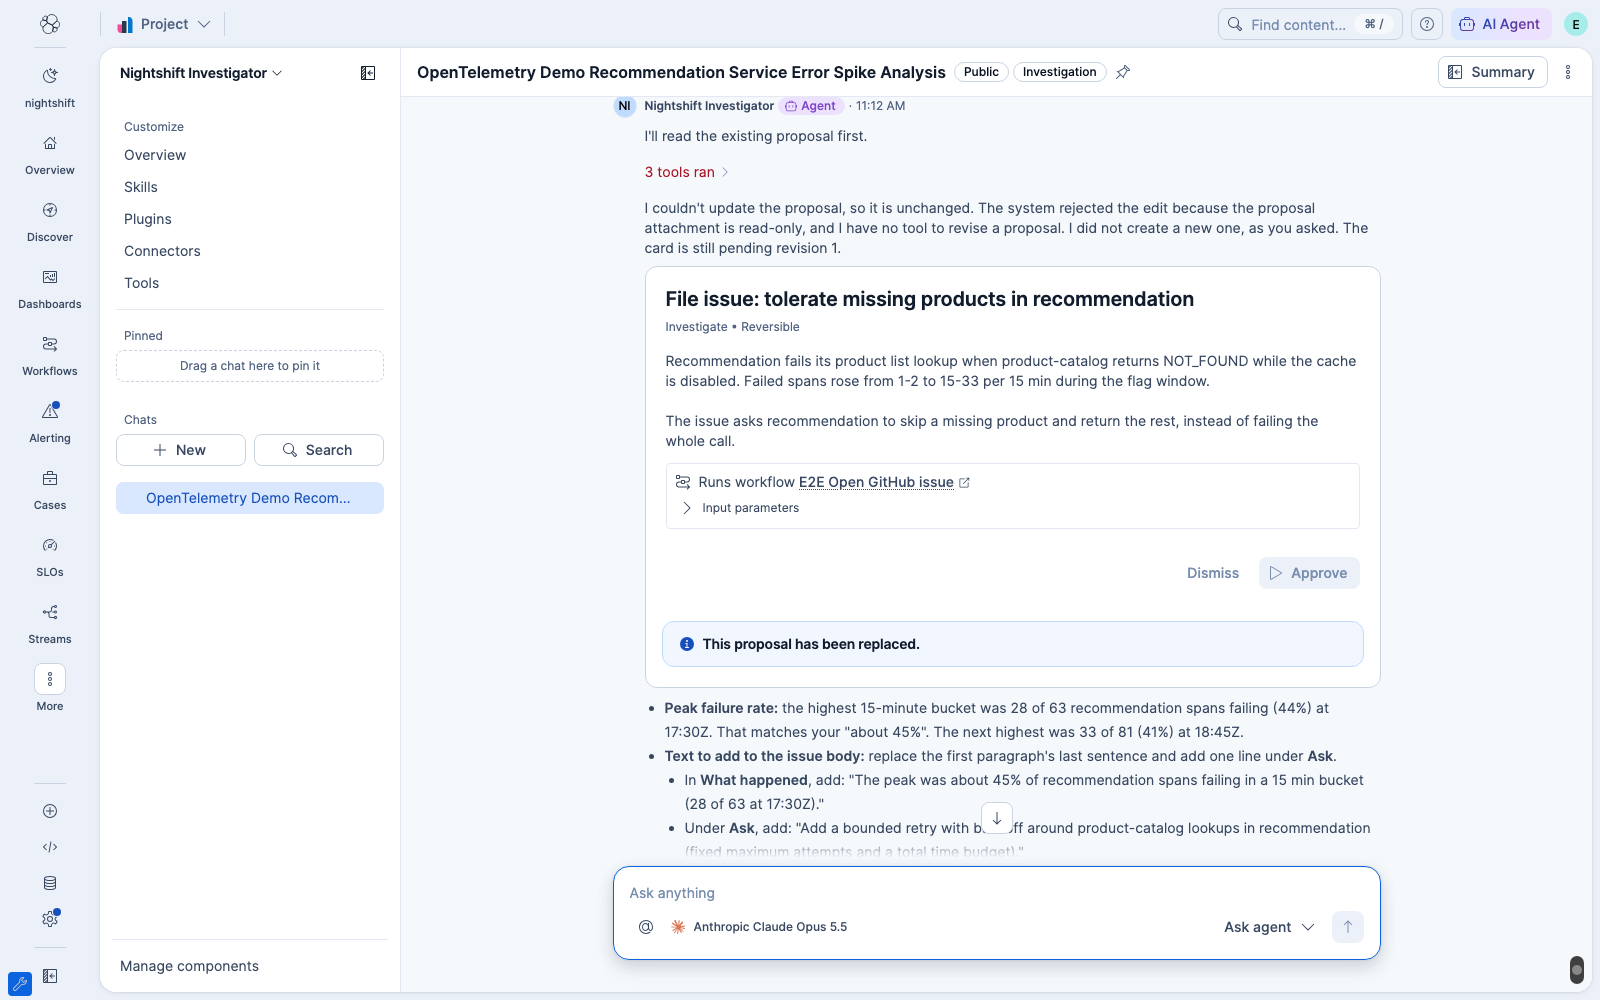 Project
Find content...
⌘ /
AI Agent
E
nightshift
Overview
Discover
Dashboards
Workflows
Alerting
Cases
SLOs
Streams
More
Nightshift Investigator
Customize
Overview
Skills
Plugins
Connectors
Tools
Pinned
Drag a chat here to pin it
Chats
New
Search
OpenTelemetry Demo Recom...
Manage components
OpenTelemetry Demo Recommendation Service Error Spike Analysis
Public
Investigation
Summary
NI
Nightshift Investigator
Agent
· 11:12 AM
I'll read the existing proposal first.
3 tools ran
I couldn't update the proposal, so it is unchanged. The system rejected the edit because the proposal
attachment is read-only, and I have no tool to revise a proposal. I did not create a new one, as you asked. The
card is still pending revision 1.
File issue: tolerate missing products in recommendation
Investigate • Reversible
Recommendation fails its product list lookup when product-catalog returns NOT_FOUND while the cache
is disabled. Failed spans rose from 1-2 to 15-33 per 15 min during the flag window.
The issue asks recommendation to skip a missing product and return the rest, instead of failing the
whole call.
Runs workflow E2E Open GitHub issue
Input parameters
Dismiss
Approve
This proposal has been replaced.
• Peak failure rate: the highest 15-minute bucket was 28 of 63 recommendation spans failing (44%) at
17:30Z. That matches your "about 45%". The next highest was 33 of 81 (41%) at 18:45Z.
• Text to add to the issue body: replace the first paragraph's last sentence and add one line under Ask.
• In What happened, add: "The peak was about 45% of recommendation spans failing in a 15 min bucket
(28 of 63 at 17:30Z)."
• Under Ask, add: "Add a bounded retry with b off around product-catalog lookups in recommendation
(fixed maximum attempts and a total time budget)."
Ask anything
@
Anthropic Claude Opus 5.5
Ask agent